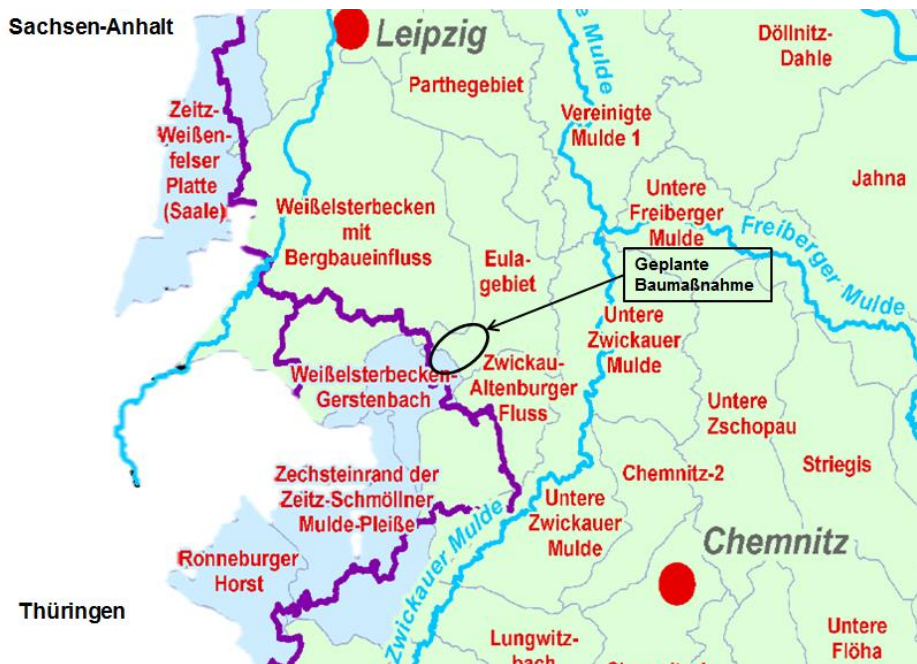 Sachsen-Anhalt
Leipzig
Döllnitz-
Dahle
Parthegebiet
Mulde
Vereinigte
Mulde 1
Zeitz-
Weißen-
felser
Platte
(Saale)
Jahna
Untere
Freiberger
Mulde
Freiberger Mulde
Weißelsterbecken
mit
Bergbaueinfluss
Eula-
gebiet
Geplante
Baumaßnahme
Untere
Zwickauer
Mulde
Weißelsterbecken-
Gerstenbach
Zwickau-
Altenburger
Fluss
Untere
Zschopau
Striegis
Chemnitz-2
Zechsteinrand der
Zeitz-Schmöllner
Mulde-Pleiße
Untere
Zwickauer
Mulde
Zwickauer Mulde
Chemnitz
Ronneburger
Horst
Thüringen
Lungwitz-
bach
Untere
Flöha